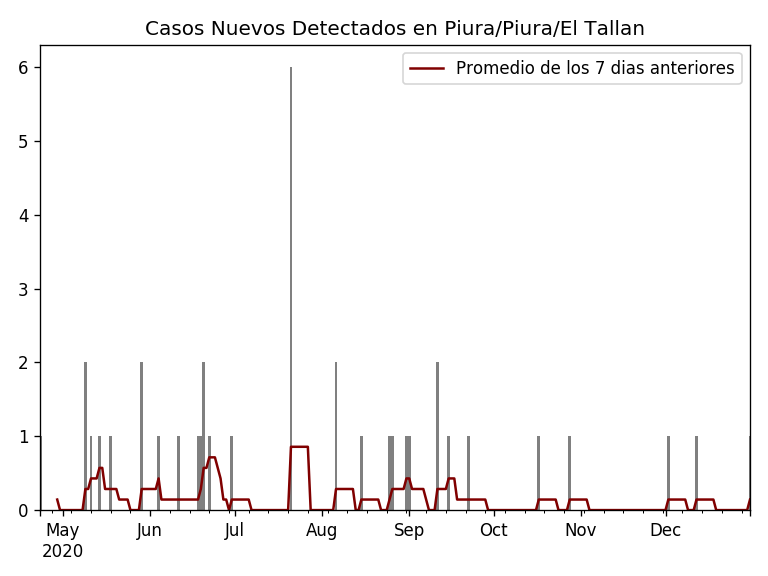 Casos Nuevos Detectados en Piura/Piura/El Tallan
Promedio de los 7 dias anteriores
6
5
4
3
2
1
0
May Jun Jul Aug Sep Oct Nov Dec
2020